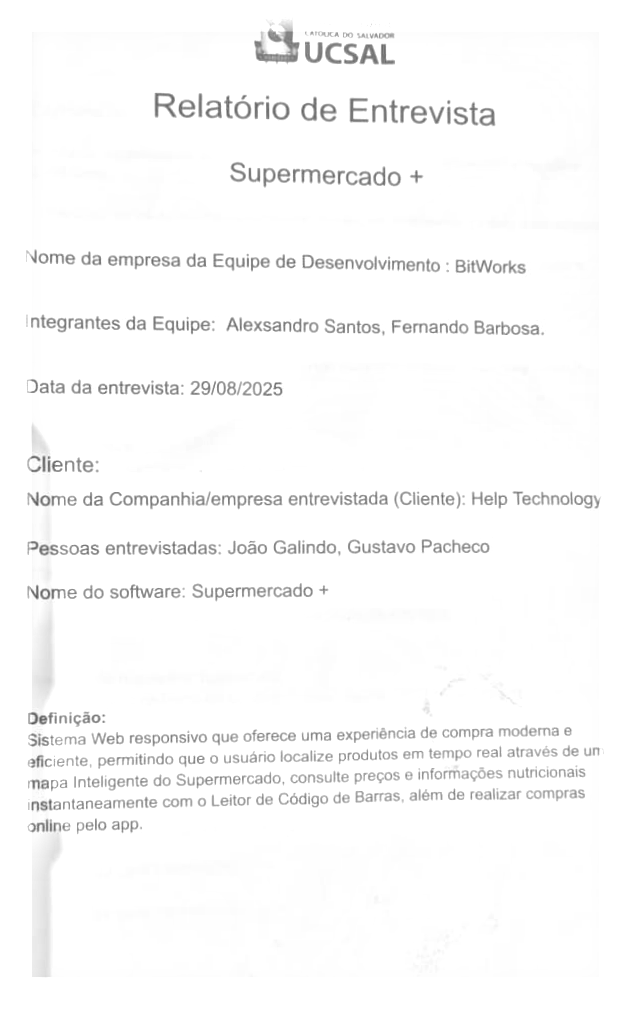 CATÓLICA DO SALVADOR
UCSAL
Relatório de Entrevista
Supermercado +
Nome da empresa da Equipe de Desenvolvimento : BitWorks
Integrantes da Equipe: Alexsandro Santos, Fernando Barbosa.
Data da entrevista: 29/08/2025
Cliente:
Nome da Companhia/empresa entrevistada (Cliente): Help Technology
Pessoas entrevistadas: João Galindo, Gustavo Pacheco
Nome do software: Supermercado +
Definição:
Sistema Web responsivo que oferece uma experiência de compra moderna e
eficiente, permitindo que o usuário localize produtos em tempo real através de um
mapa Inteligente do Supermercado, consulte preços e informações nutricionais
instantaneamente com o Leitor de Código de Barras, além de realizar compras
online pelo app.